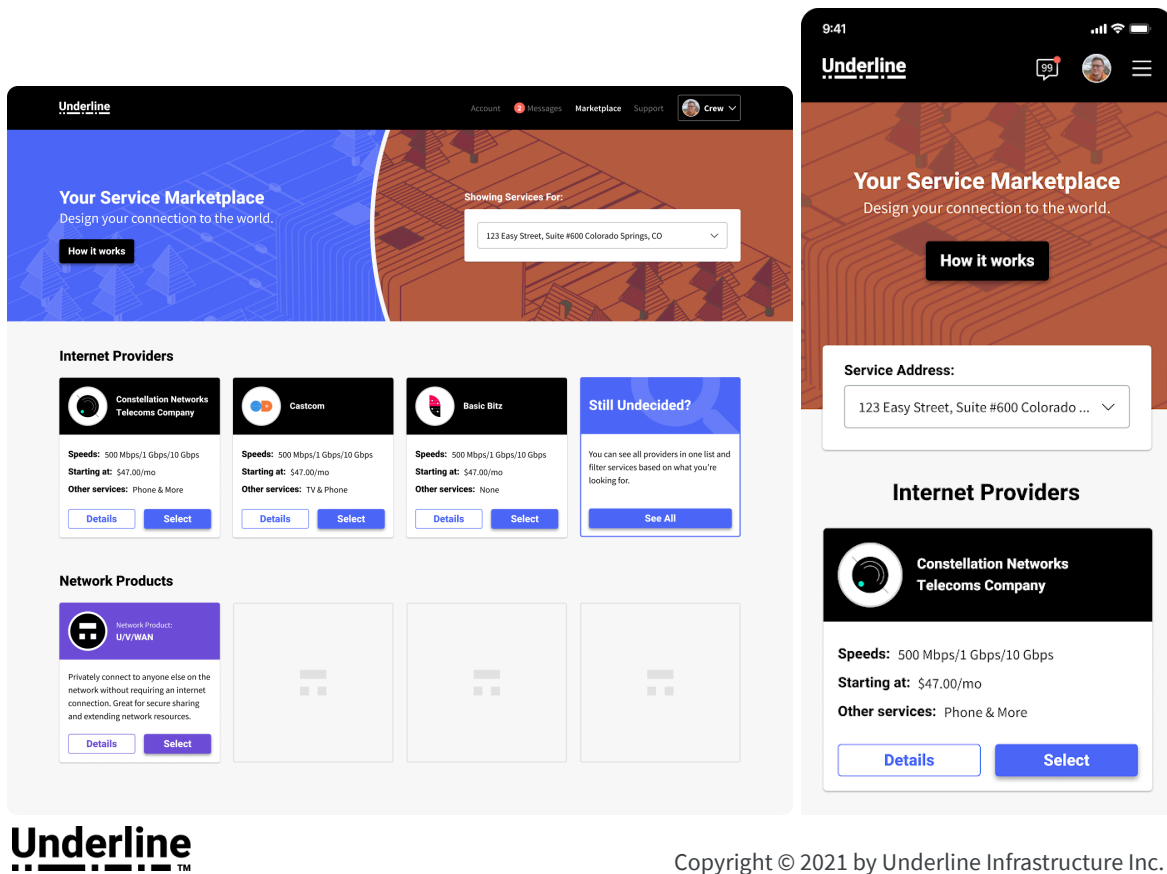 Underline
Account
2 Messages
Marketplace
Support
Crew
Your Service Marketplace
Design your connection to the world.
How it works
Showing Services For:
123 Easy Street, Suite #600 Colorado Springs, CO
Internet Providers
Constellation Networks
Telecoms Company
Speeds: 500 Mbps/1 Gbps/10 Gbps
Starting at: $47.00/mo
Other services: Phone & More
Details
Select
Castcom
Speeds: 500 Mbps/1 Gbps/10 Gbps
Starting at: $47.00/mo
Other services: TV & Phone
Details
Select
Basic Bitz
Speeds: 500 Mbps/1 Gbps/10 Gbps
Starting at: $47.00/mo
Other services: None
Details
Select
Still Undecided?
You can see all providers in one list and
filter services based on what you're
looking for.
See All
Network Products
Network Product:
U/V/WAN
Privately connect to anyone else on the
network without requiring an internet
connection. Great for secure sharing
and extending network resources.
Details
Select
9:41
Underline
99
Your Service Marketplace
Design your connection to the world.
How it works
Service Address:
123 Easy Street, Suite #600 Colorado ...
Internet Providers
Constellation Networks
Telecoms Company
Speeds: 500 Mbps/1 Gbps/10 Gbps
Starting at: $47.00/mo
Other services: Phone & More
Details
Select
Underline™
Copyright © 2021 by Underline Infrastructure Inc.